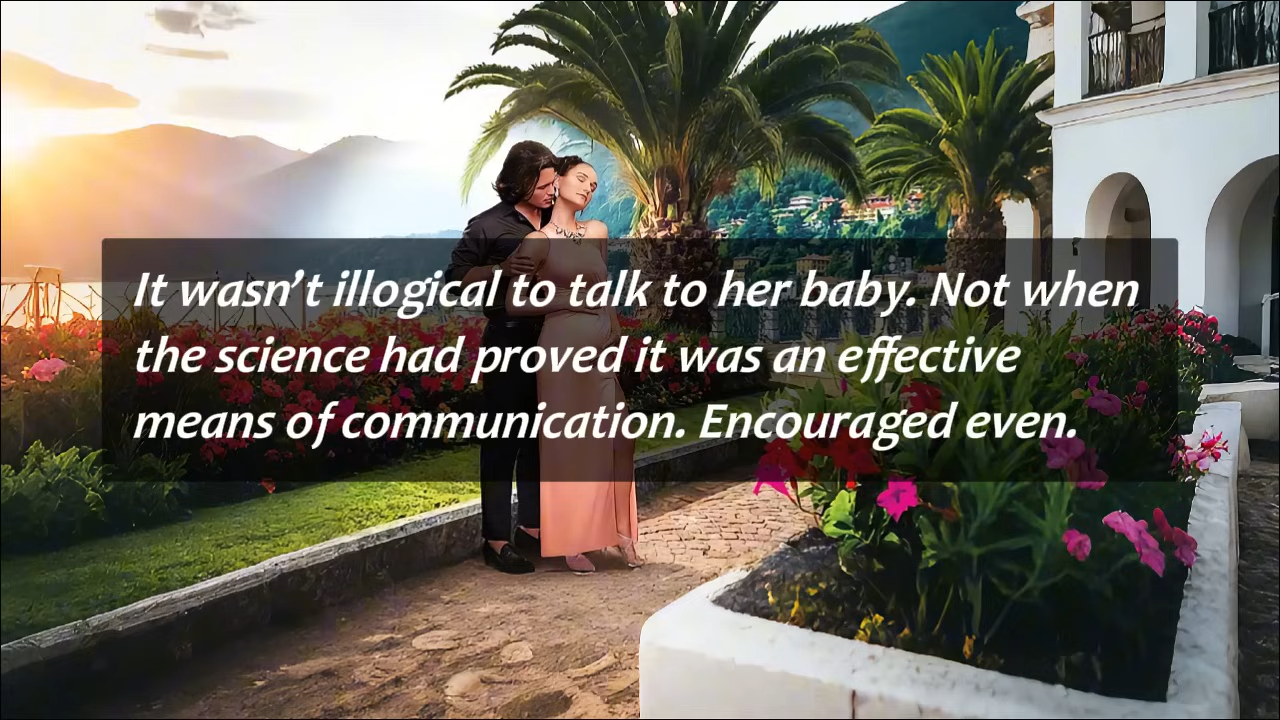 It wasn’t illogical to talk to her baby. Not when
the science had proved it was an effective
means of communication. Encouraged even.